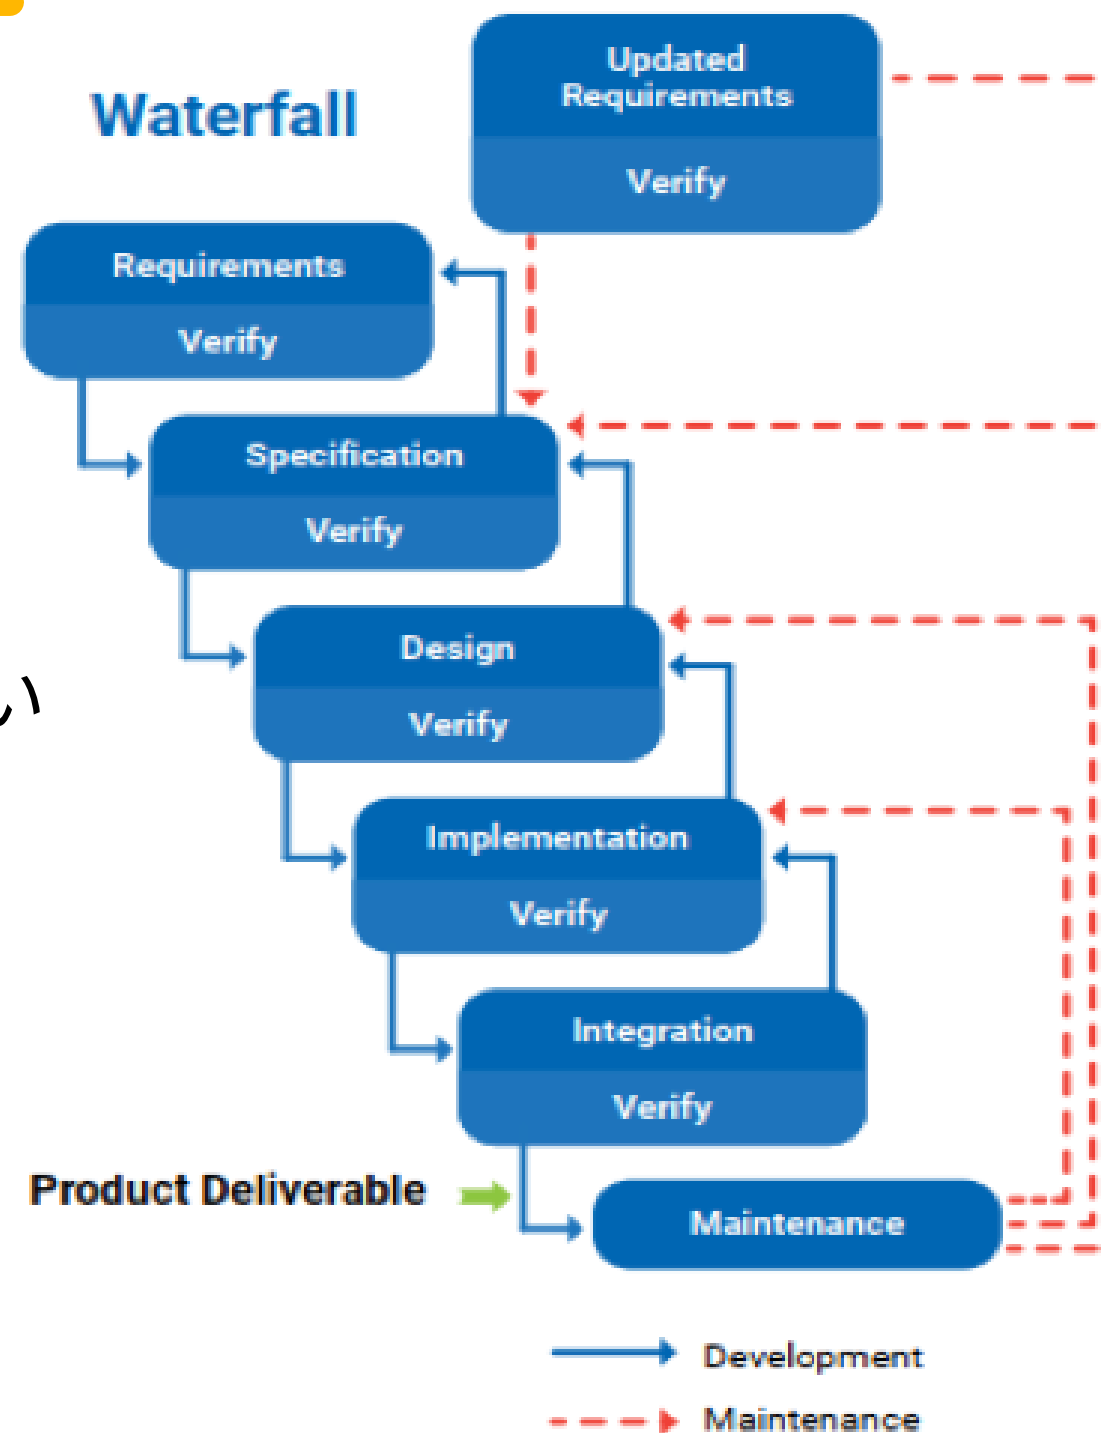 Waterfall
Updated
Requirements
Verify
Requirements
Verify
Specification
Verify
Design
Verify
い
Implementation
Verify
Integration
Verify
Product Deliverable
Maintenance
Development
Maintenance